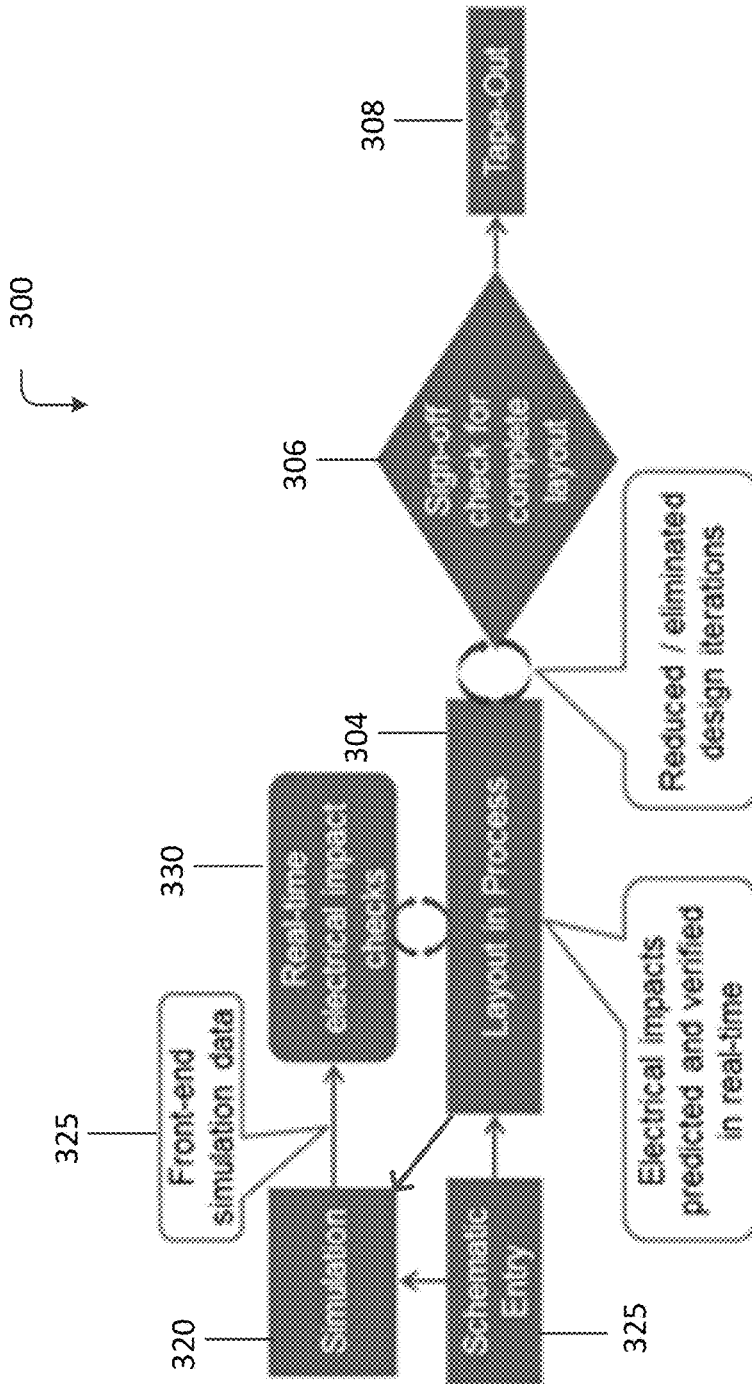 300
325
Front-end
simulation data
320
Simulation
330
Real-time
electrical impact
checks
Schematic
Entry
325
304
Layout in Process
306
Sign-off
check for
complete
layout
308
Tape-Out
Electrical impacts
predicted and verified
in real-time
Reduced / eliminated
design iterations